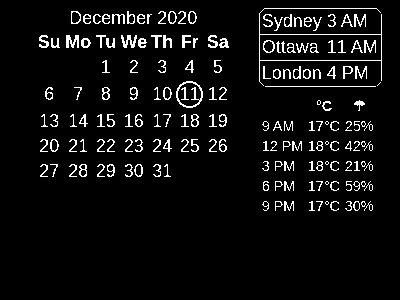 December 2020
Su Mo Tu We Th Fr Sa
1 2 3 4 5
6 7 8 9 10 11 12
13 14 15 16 17 18 19
20 21 22 23 24 25 26
27 28 29 30 31
Sydney 3 AM
Ottawa 11 AM
London 4 PM
°C ☂
9 AM 17°C 25%
12 PM 18°C 42%
3 PM 18°C 21%
6 PM 17°C 59%
9 PM 17°C 30%